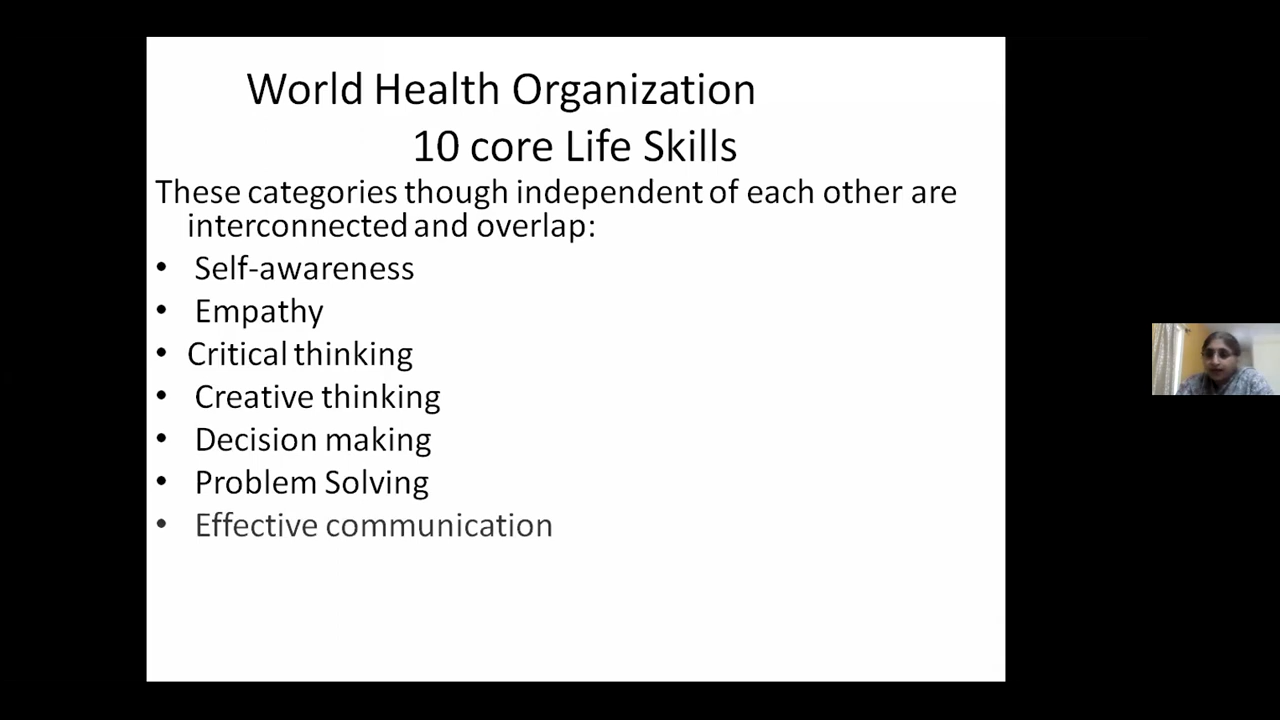 World Health Organization
10 core Life Skills
These categories though independent of each other are
interconnected and overlap:
• Self-awareness
• Empathy
• Critical thinking
• Creative thinking
• Decision making
• Problem Solving
• Effective communication